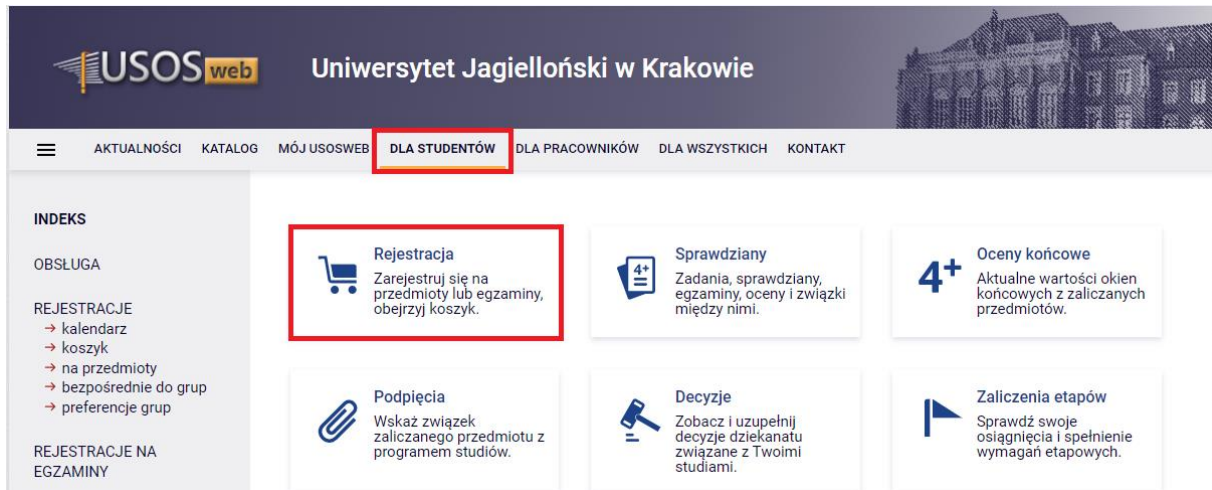 USOS web
Uniwersytet Jagielloński w Krakowie
AKTUALNOŚCI KATALOG MÓJ USOSWEB DLA STUDENTÓW DLA PRACOWNIKÓW DLA WSZYSTKICH KONTAKT
INDEKS
OBSŁUGA
REJESTRACJE
→ kalendarz
→ koszyk
→ na przedmioty
→ bezpośrednie do grup
→ preferencje grup
REJESTRACJE NA
EGZAMINY
Rejestracja
Zarejestruj się na
przedmioty lub egzaminy,
obejrzyj koszyk.
4+
Sprawdziany
Zadania, sprawdziany,
egzaminy, oceny i związki
między nimi.
4+
Oceny końcowe
Aktualne wartości okien
końcowych z zaliczanych
przedmiotów.
Podpięcia
Wskaż związek
zaliczanego przedmiotu z
programem studiów.
Decyzje
Zobacz i uzupełnij
decyzje dziekanatu
związane z Twoimi
studiami.
Zaliczenia etapów
Sprawdź swoje
osiągnięcia i spełnienie
wymagań etapowych.